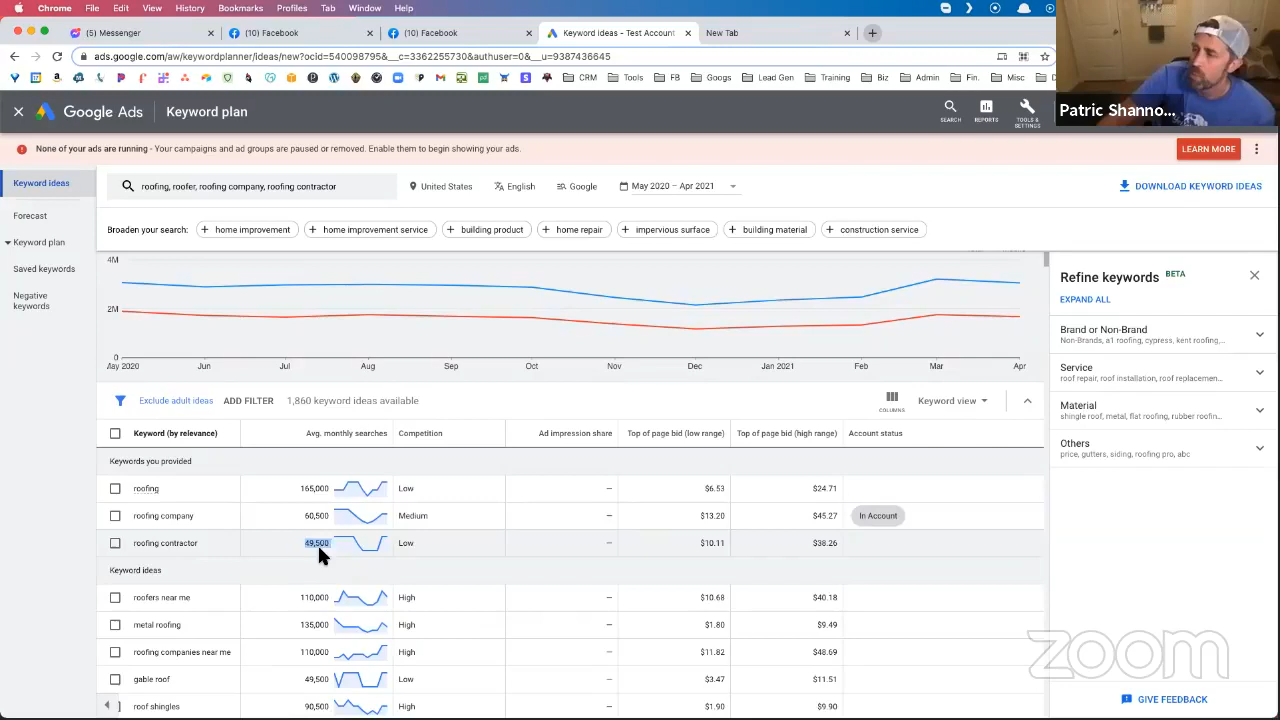 Chrome File Edit View History Bookmarks Profiles Tab Window Help
(5) Messenger
(10) Facebook
(10) Facebook
Keyword ideas - Test Account
New Tab
ads.google.com/aw/keywordplanner/ideas/new?ocid=540098795&__c=3362255730&authuser=0&__u=9387436645
CRM Tools FB Googs Lead Gen Training Biz Admin Fin. Misc
Patric Shanno...
Google Ads Keyword plan
SEARCH REPORTS TOOLS & SETTINGS
None of your ads are running - Your campaigns and ad groups are paused or removed. Enable them to begin showing your ads.
LEARN MORE
Keyword ideas
Forecast
Keyword plan
Saved keywords
Negative keywords
roofing, roofer, roofing company, roofing contractor
United States English Google May 2020 – Apr 2021
DOWNLOAD KEYWORD IDEAS
Broaden your search: + home improvement + home improvement service + building product + home repair + impervious surface + building material + construction service
4M
2M
0
May 2020 Jun Jul Aug Sep Oct Nov Dec Jan 2021 Feb Mar Apr
Exclude adult ideas ADD FILTER 1,860 keyword ideas available
COLUMNS
Keyword view
Keyword (by relevance) Avg. monthly searches Competition Ad impression share Top of page bid (low range) Top of page bid (high range) Account status
Keywords you provided
roofing 165,000 Low – $6.53 $24.71
roofing company 60,500 Medium – $13.20 $45.27 In Account
roofing contractor 49,500 Low – $10.11 $38.26
Keyword ideas
roofers near me 110,000 High – $10.68 $40.18
metal roofing 135,000 High – $1.80 $9.49
roofing companies near me 110,000 High – $11.82 $48.69
gable roof 49,500 Low – $3.47 $11.51
roof shingles 90,500 High – $1.90 $9.90
Refine keywords BETA
EXPAND ALL
Brand or Non-Brand
Non-Brands, a1 roofing, cypress, kent roofing,...
Service
roof repair, roof installation, roof replacemen...
Material
shingle roof, metal, flat roofing, rubber roofin...
Others
price, gutters, siding, roofing pro, abc
zoom
GIVE FEEDBACK